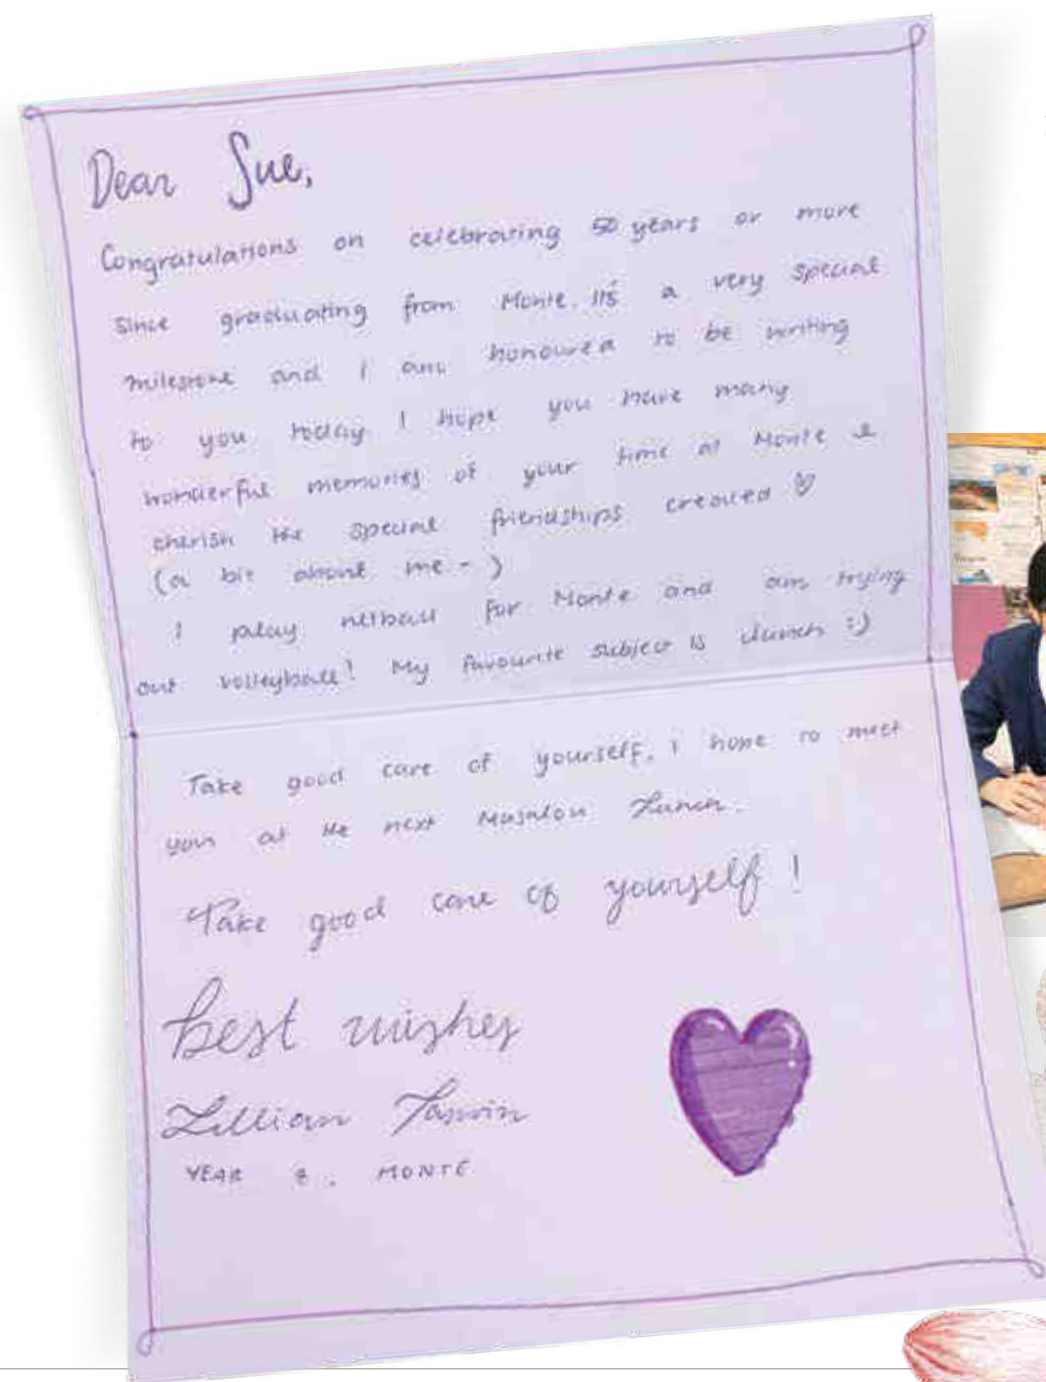 Dear Sue,
Congratulations on celebrating 50 years or more
since graduating from Monte. It's a very special
milestone and I am honoured to be writing
to you today. I hope you have many
wonderful memories of your time at Monte &
cherish the special friendships created ♡
(a bit about me - )
I play netball for Monte and am trying
out volleyball! My favourite subject is :)
Take good care of yourself. I hope to meet
you at the next Lunch.
Take good care of yourself!
best wishes
Lillian
YEAR 8. MONTE